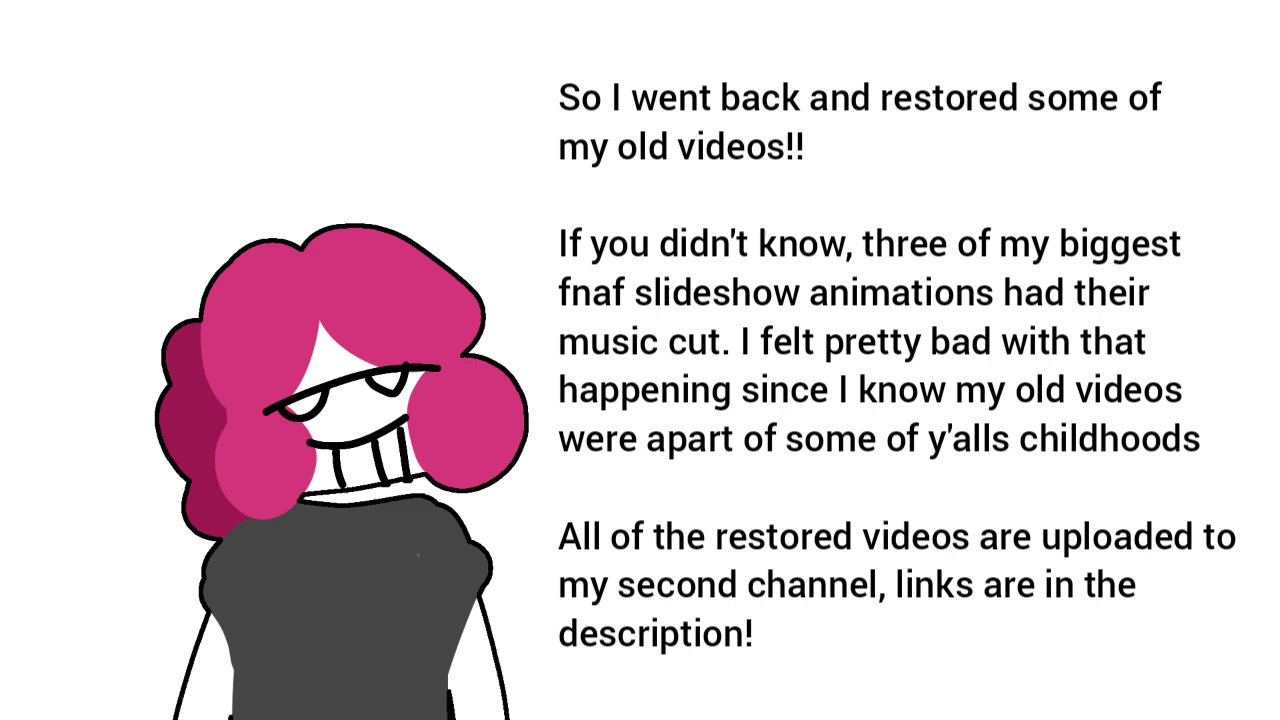 So I went back and restored some of
my old videos!!
If you didn't know, three of my biggest
fnaf slideshow animations had their
music cut. I felt pretty bad with that
happening since I know my old videos
were apart of some of y'alls childhoods
All of the restored videos are uploaded to
my second channel, links are in the
description!